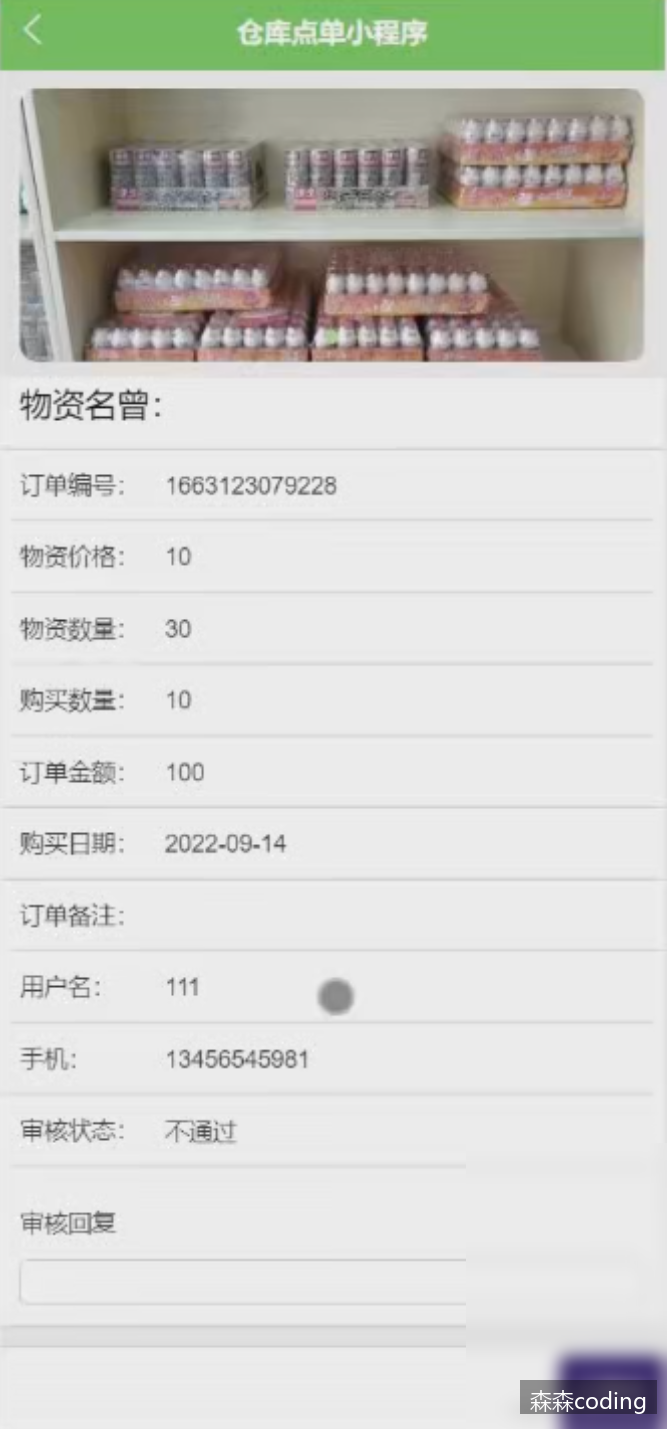 仓库点单小程序
物资名曾：
订单编号： 1663123079228
物资价格： 10
物资数量： 30
购买数量： 10
订单金额： 100
购买日期： 2022-09-14
订单备注：
用户名： 111
手机： 13456545981
审核状态： 不通过
审核回复
森森coding